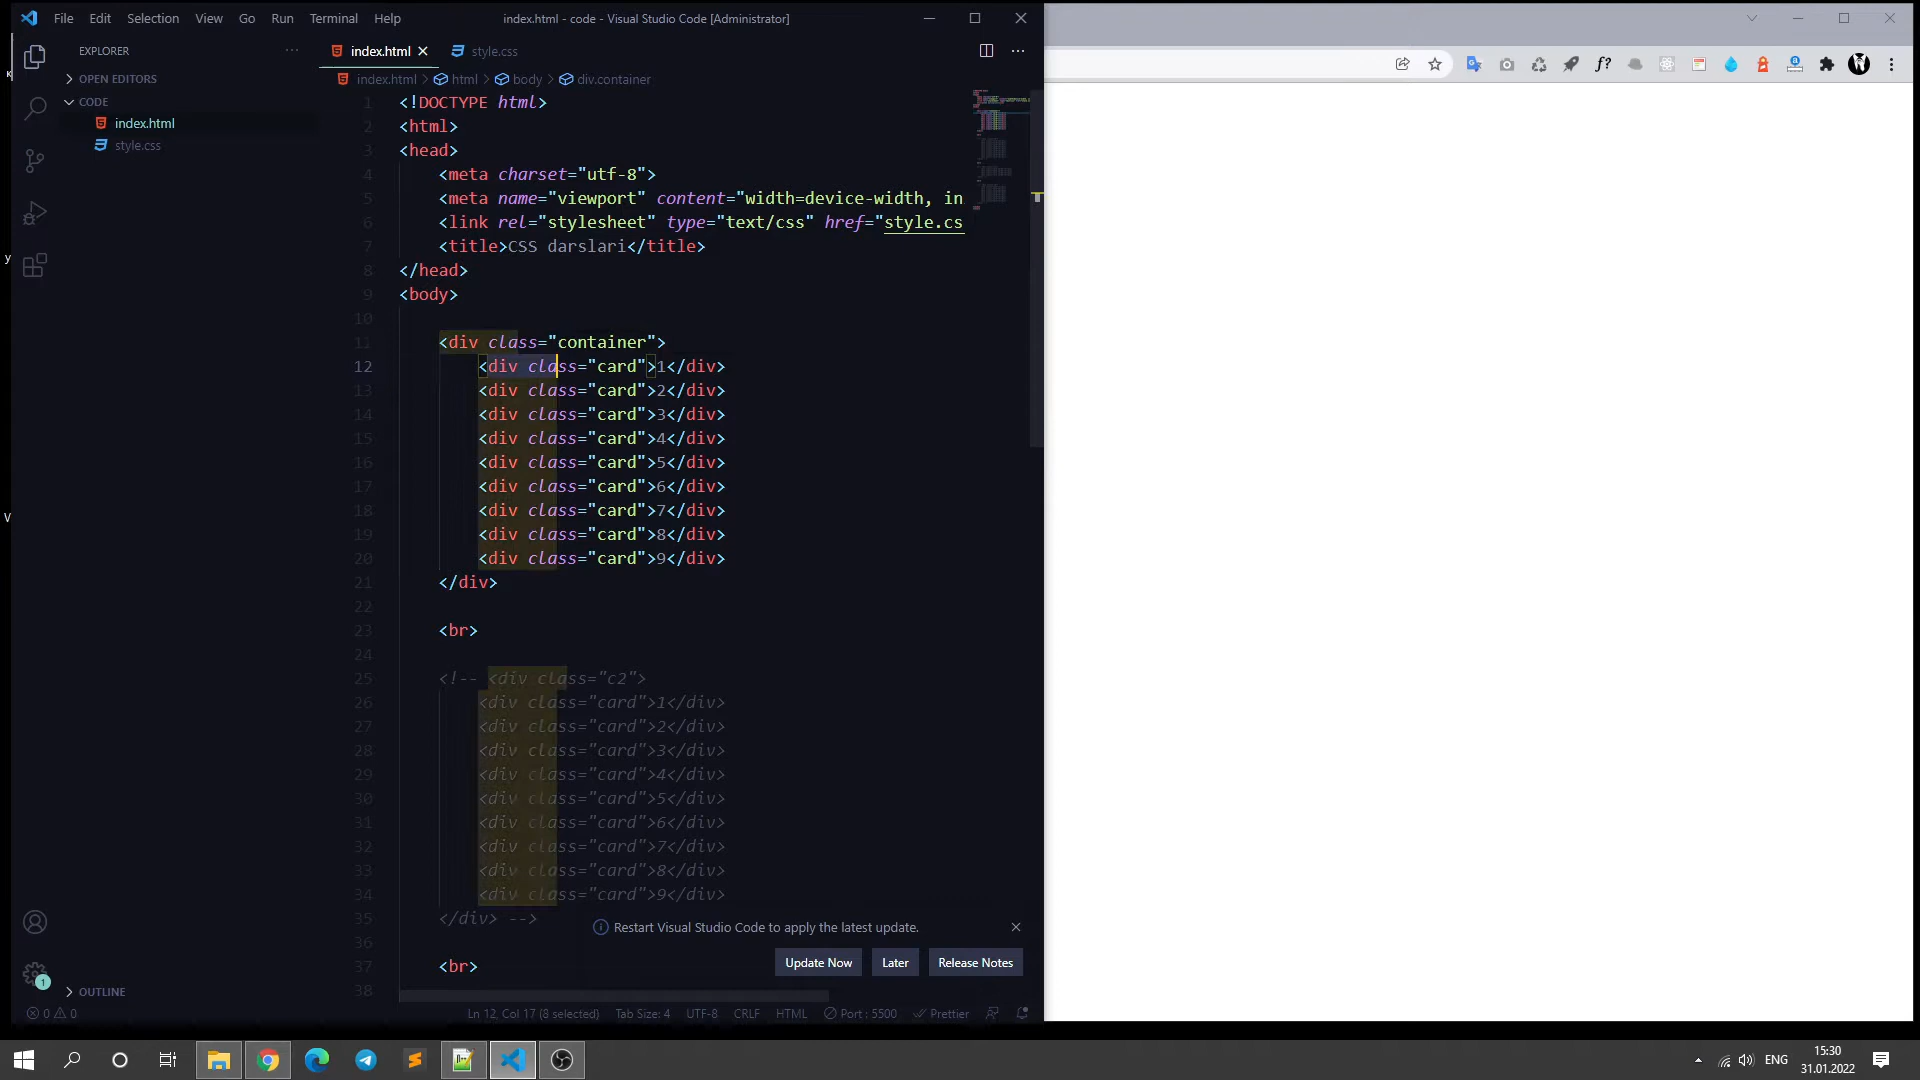 File Edit Selection View Go Run Terminal Help
index.html - code - Visual Studio Code [Administrator]
EXPLORER
index.html
style.css
OPEN EDITORS
index.html > html > body > div.container
CODE
index.html
style.css
1 <!DOCTYPE html>
2 <html>
3 <head>
4 <meta charset="utf-8">
5 <meta name="viewport" content="width=device-width, in
6 <link rel="stylesheet" type="text/css" href="style.cs
7 <title>CSS darslari</title>
8 </head>
9 <body>
10
11 <div class="container">
12 <div class="card">1</div>
13 <div class="card">2</div>
14 <div class="card">3</div>
15 <div class="card">4</div>
16 <div class="card">5</div>
17 <div class="card">6</div>
18 <div class="card">7</div>
19 <div class="card">8</div>
20 <div class="card">9</div>
21 </div>
22
23 <br>
24
25 <!-- <div class="c2">
26 <div class="card">1</div>
27 <div class="card">2</div>
28 <div class="card">3</div>
29 <div class="card">4</div>
30 <div class="card">5</div>
31 <div class="card">6</div>
32 <div class="card">7</div>
33 <div class="card">8</div>
34 <div class="card">9</div>
35 </div> -->
36
37 <br>
38
Restart Visual Studio Code to apply the latest update.
Update Now Later Release Notes
1
OUTLINE
0 0
Ln 12, Col 17 (8 selected) Tab Size: 4 UTF-8 CRLF HTML Port : 5500 Prettier
ENG
15:30
31.01.2022